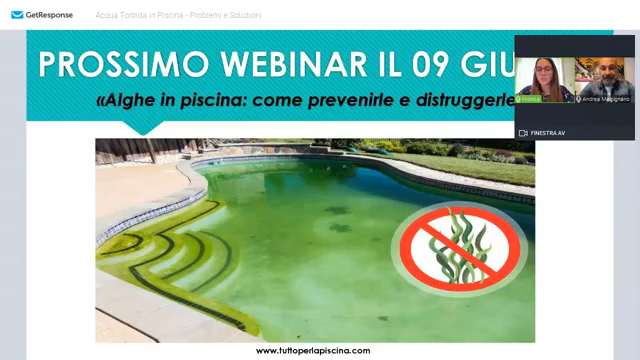 GetResponse
Acqua Torbida in Piscina - Problemi e Soluzioni
PROSSIMO WEBINAR IL 09 GIU
«Alghe in piscina: come prevenirle e distruggerle
Monica
Andrea
FINESTRA AV
www.tuttoperlapiscina.com